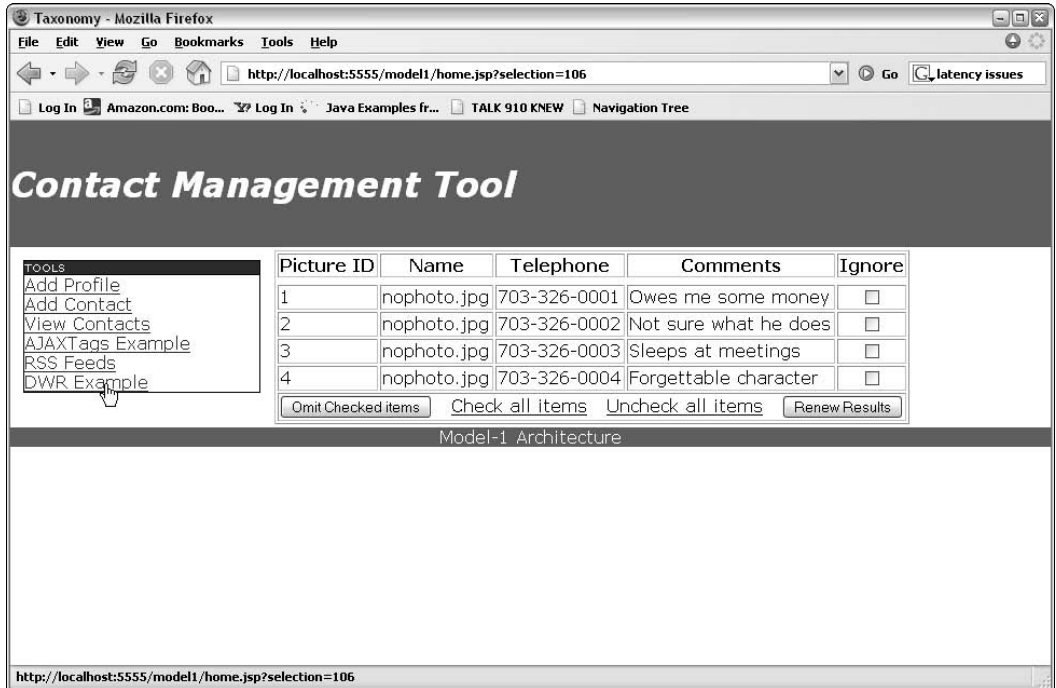 Taxonomy - Mozilla Firefox
File Edit View Go Bookmarks Tools Help
http://localhost:5555/model1/home.jsp?selection=106 Go G latency issues
Log In a Amazon.com: Boo... Y? Log In Java Examples fr... TALK 910 KNEW Navigation Tree
Contact Management Tool
TOOLS
Add Profile
Add Contact
View Contacts
AJAXTags Example
RSS Feeds
DWR Example
Picture ID Name Telephone Comments Ignore
1 nophoto.jpg 703-326-0001 Owes me some money
2 nophoto.jpg 703-326-0002 Not sure what he does
3 nophoto.jpg 703-326-0003 Sleeps at meetings
4 nophoto.jpg 703-326-0004 Forgettable character
Omit Checked items Check all items Uncheck all items Renew Results
Model-1 Architecture
http://localhost:5555/model1/home.jsp?selection=106